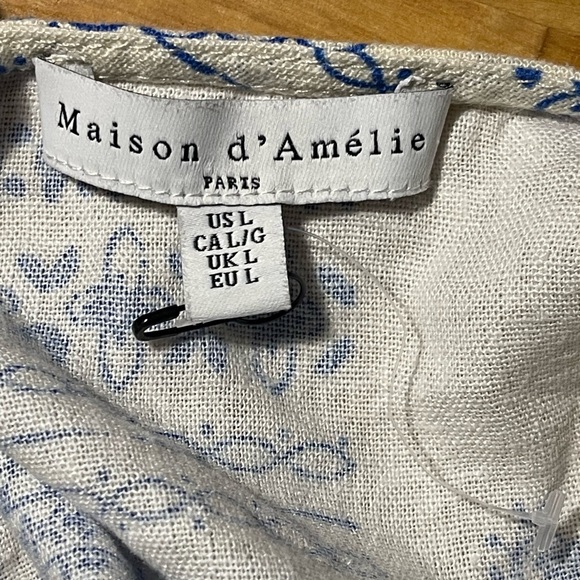 Maison d'Amélie
PARIS
US L
CA L/G
UK L
EU L